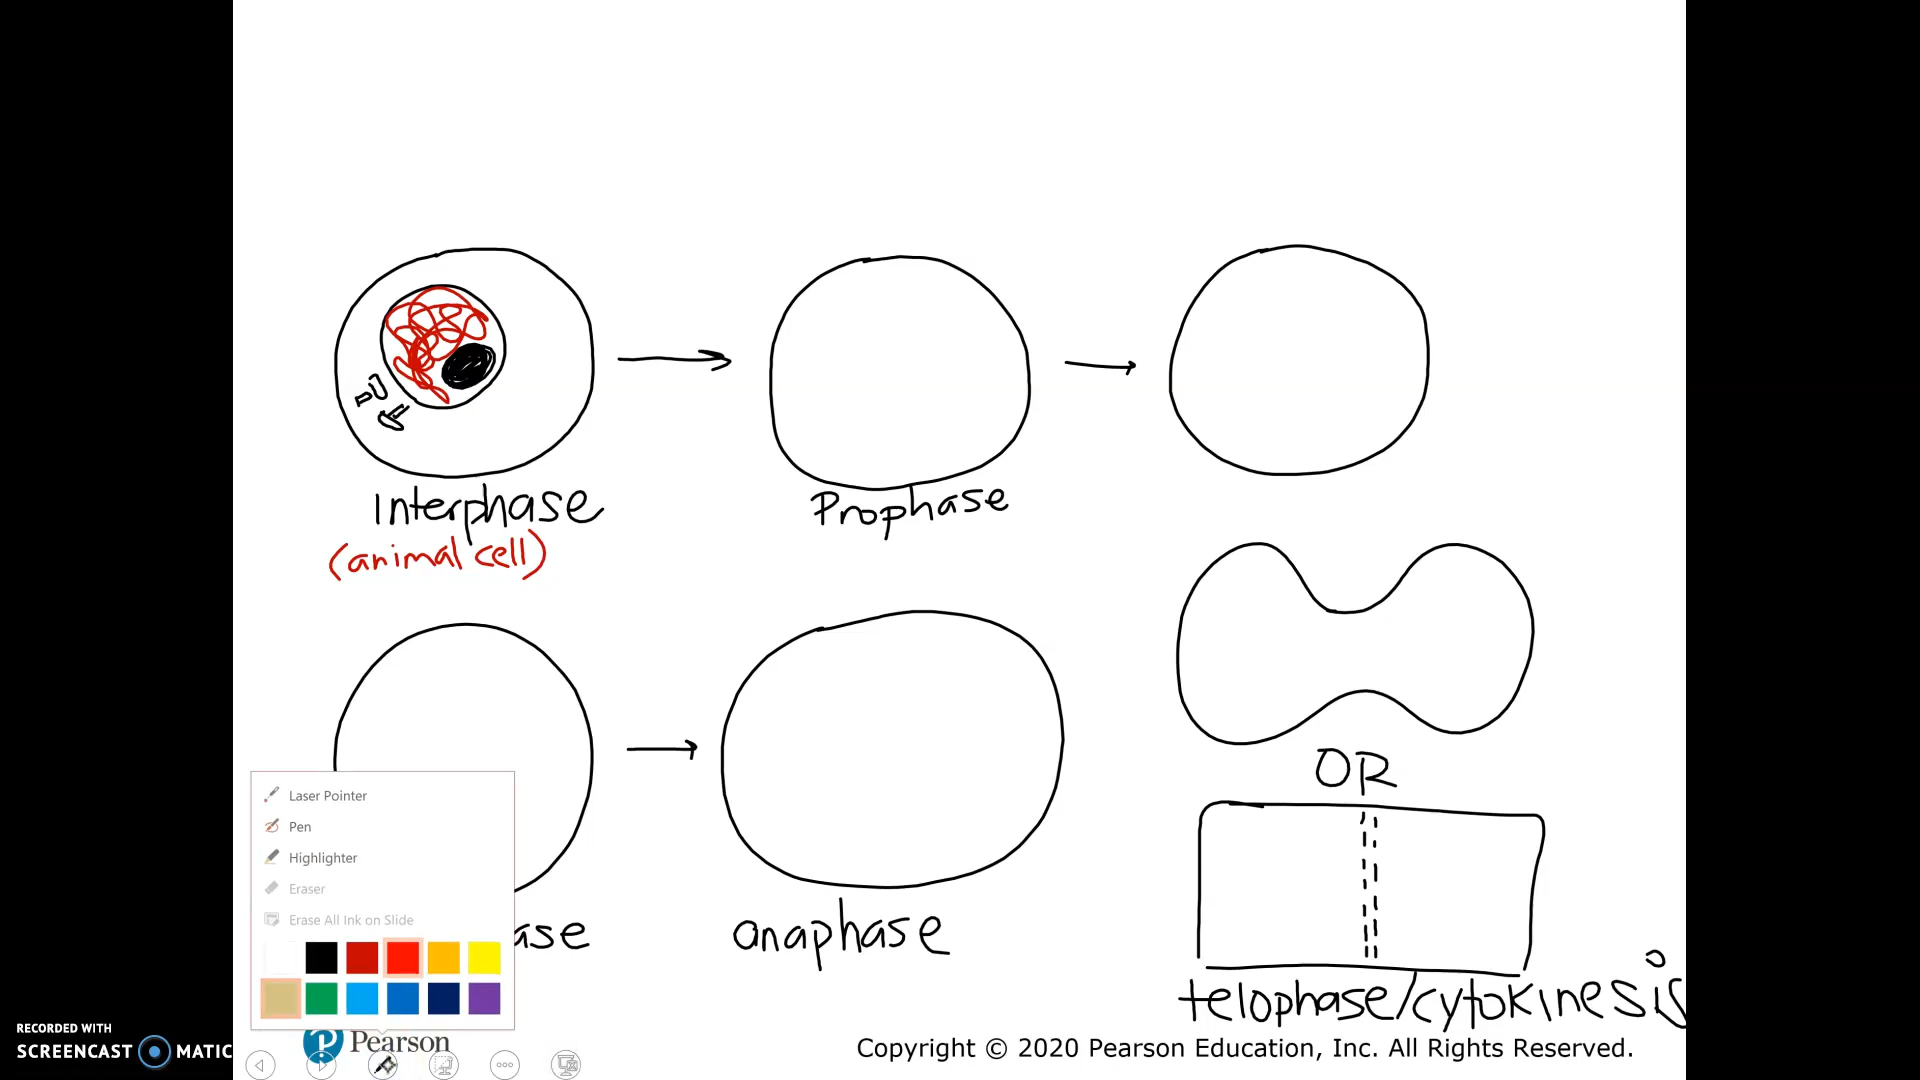 Interphase
(animal cell)
Prophase
OR
Laser Pointer
Pen
Highlighter
Eraser
Erase All Ink on Slide
ase
anaphase
telophase/cytokinesis
RECORDED WITH
SCREENCAST MATIC
Pearson
Copyright © 2020 Pearson Education, Inc. All Rights Reserved.